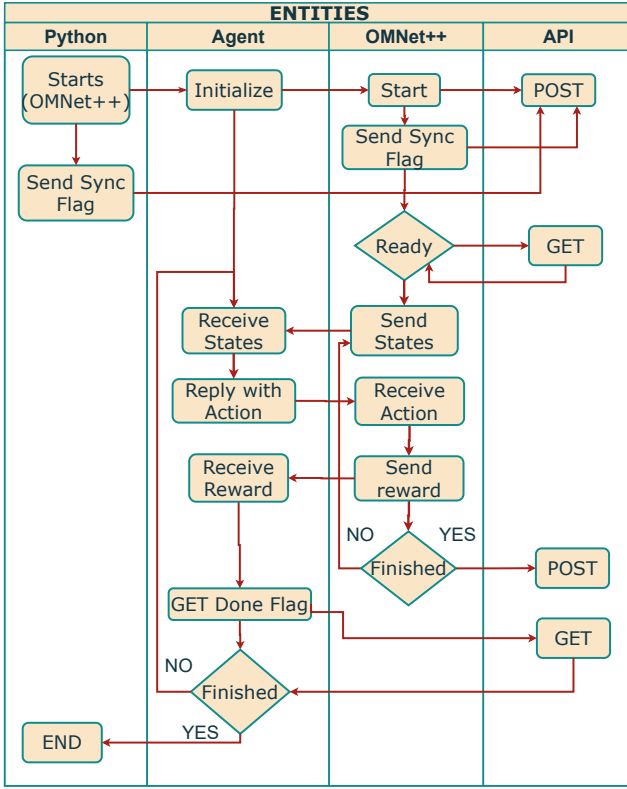 ENTITIES
Python Agent OMNet++ API
Starts
(OMNet++)
Initialize
Start
POST
Send Sync
Flag
Send Sync
Flag
Ready
GET
Receive
States
Send
States
Reply with
Action
Receive
Action
Receive
Reward
Send
reward
NO YES
Finished
POST
GET Done Flag
GET
NO
Finished
YES
END